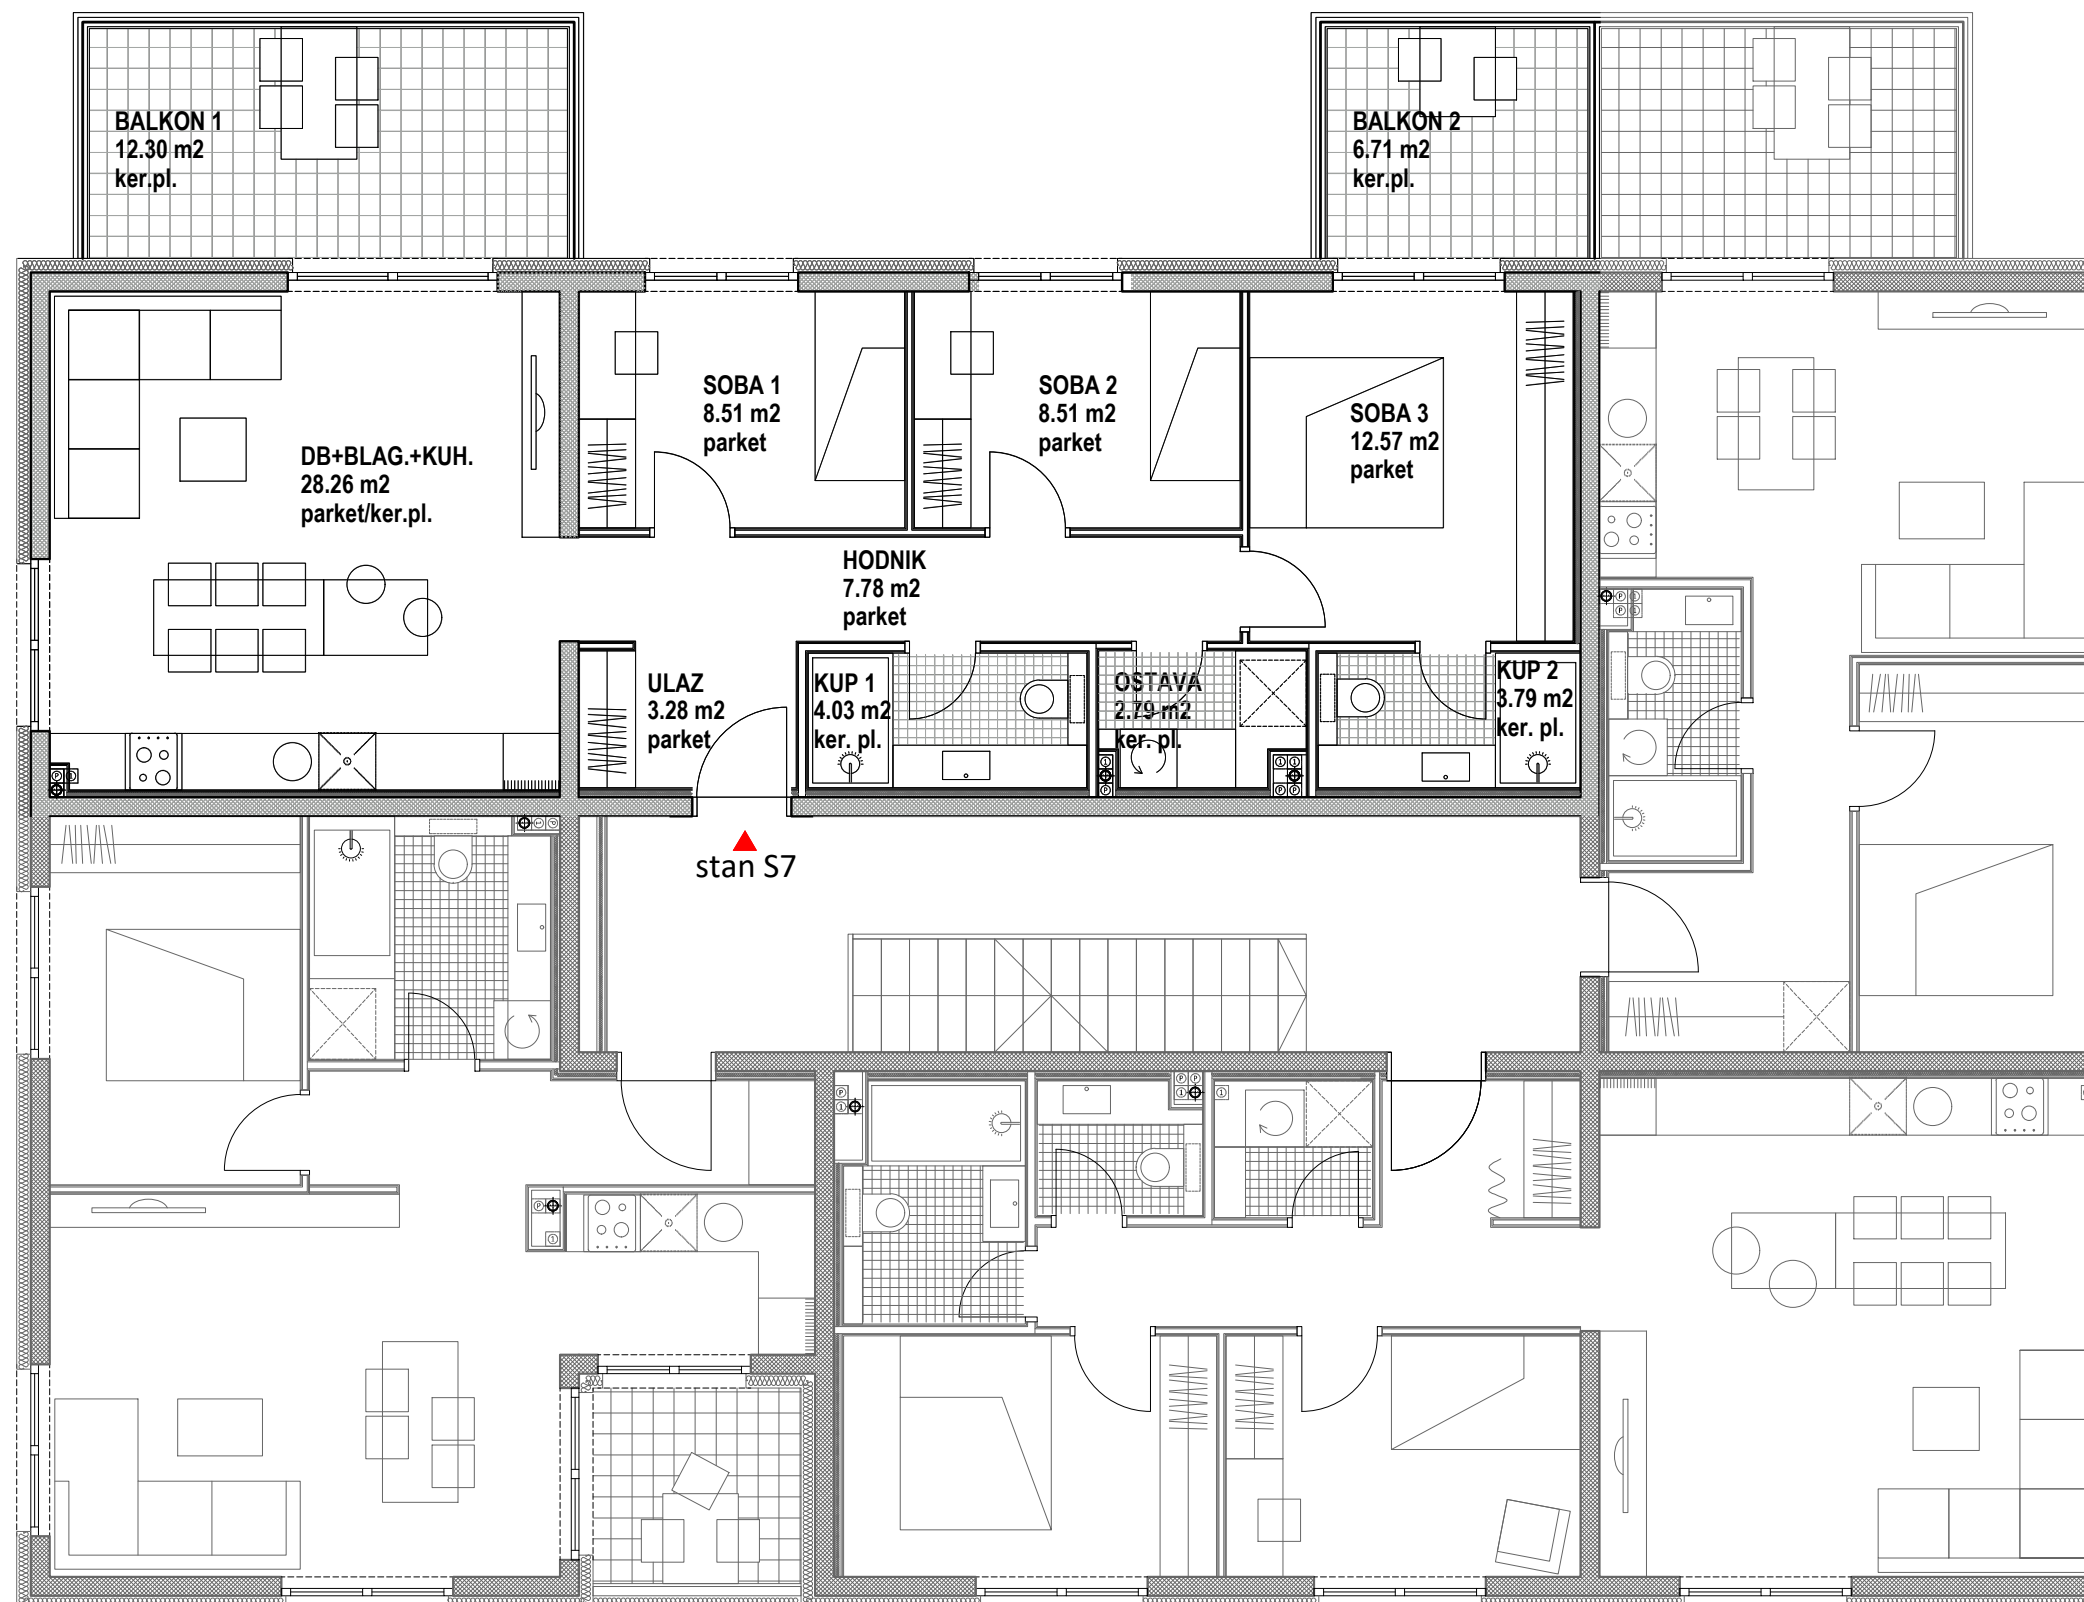 BALKON 1
12.30 m2
ker.pl.
BALKON 2
6.71 m2
ker.pl.
DB+BLAG.+KUH.
28.26 m2
parket/ker.pl.
SOBA 1
8.51 m2
parket
SOBA 2
8.51 m2
parket
SOBA 3
12.57 m2
parket
HODNIK
7.78 m2
parket
ULAZ
3.28 m2
parket
KUP 1
4.03 m2
ker. pl.
OSTAVA
2.79 m2
ker. pl.
KUP 2
3.79 m2
ker. pl.
stan S7